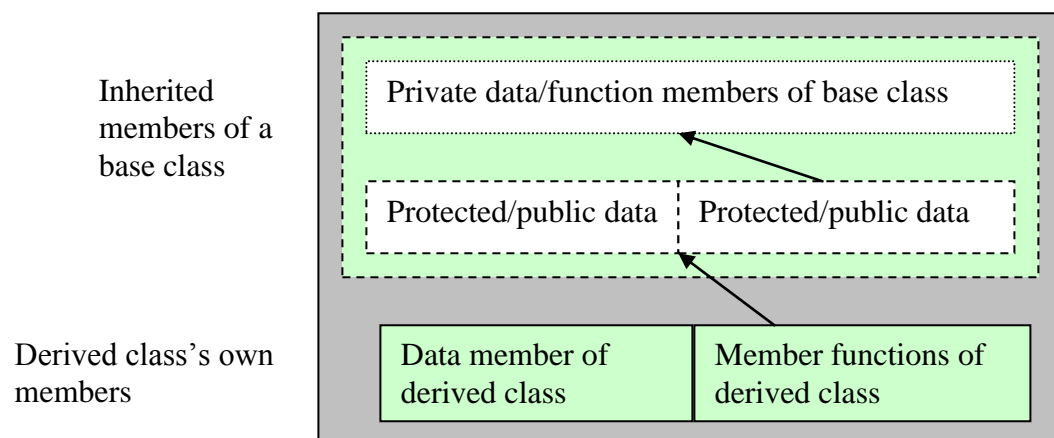 Inherited
members of a
base class
Private data/function members of base class
Protected/public data
Protected/public data
Derived class’s own
members
Data member of
derived class
Member functions of
derived class